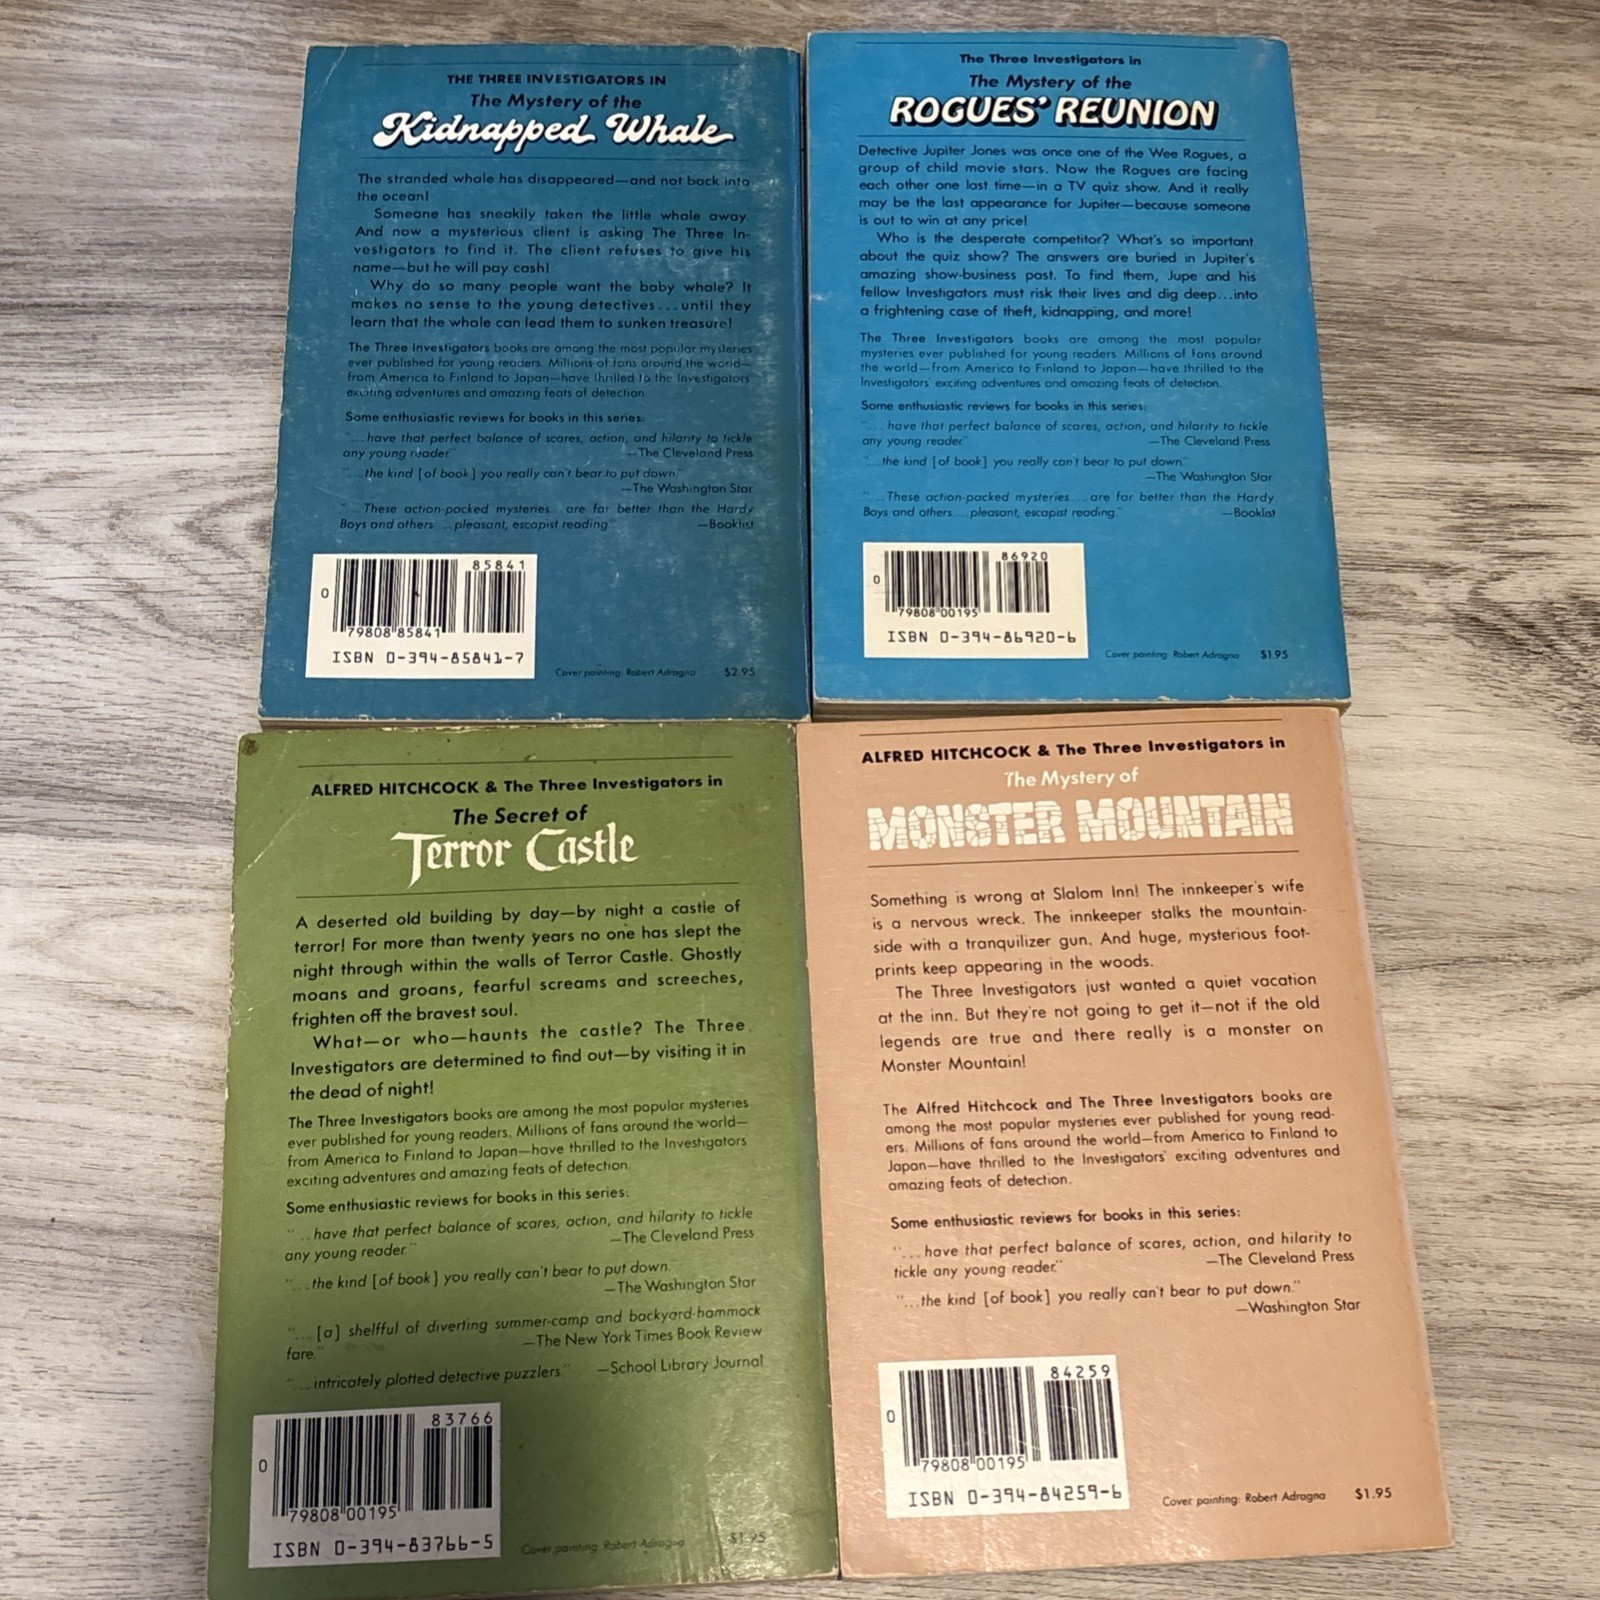 THE THREE INVESTIGATORS IN
The Mystery of the
Kidnapped Whale
The stranded whale has disappeared—and not back into
the ocean!
Someone has sneakily taken the little whale away.
And now a mysterious client is asking The Three In-
vestigators to find it. The client refuses to give his
name—but he will pay cash!
Why do so many people want the baby whale? It
makes no sense to the young detectives...until they
learn that the whale can lead them to sunken treasure!
The Three Investigators books are among the most popular mysteries
ever published for young readers. Millions of fans around the world—
from America to Finland to Japan—have thrilled to the Investigators'
exciting adventures and amazing feats of detection.
Some enthusiastic reviews for books in this series:
"...have that perfect balance of scares, action, and hilarity to tickle
any young reader."
—The Cleveland Press
"...the kind [of book] you really can't bear to put down."
—The Washington Star
"...These action-packed mysteries...are far better than the Hardy
Boys and others....pleasant, escapist reading."
—Booklist
85841
0
79808 85841
ISBN 0-394-85841-7
Cover painting: Robert Adragna
$2.95
The Three Investigators in
The Mystery of the
ROGUES' REUNION
Detective Jupiter Jones was once one of the Wee Rogues, a
group of child movie stars. Now the Rogues are facing
each other one last time—in a TV quiz show. And it really
may be the last appearance for Jupiter—because someone
is out to win at any price!
Who is the desperate competitor? What's so important
about the quiz show? The answers are buried in Jupiter's
amazing show-business past. To find them, Jupe and his
fellow Investigators must risk their lives and dig deep...into
a frightening case of theft, kidnapping, and more!
The Three Investigators books are among the most popular
mysteries ever published for young readers. Millions of fans around
the world—from America to Finland to Japan—have thrilled to the
Investigators' exciting adventures and amazing feats of detection.
Some enthusiastic reviews for books in this series:
"...have that perfect balance of scares, action, and hilarity to tickle
any young reader."
—The Cleveland Press
"...the kind [of book] you really can't bear to put down."
—The Washington Star
"...These action-packed mysteries...are far better than the Hardy
Boys and others....pleasant, escapist reading."
—Booklist
86920
0
79808 00195
ISBN 0-394-86920-6
Cover painting: Robert Adragna
$1.95
ALFRED HITCHCOCK & The Three Investigators in
The Secret of
Terror Castle
A deserted old building by day—by night a castle of
terror! For more than twenty years no one has slept the
night through within the walls of Terror Castle. Ghostly
moans and groans, fearful screams and screeches,
frighten off the bravest soul.
What—or who—haunts the castle? The Three
Investigators are determined to find out—by visiting it in
the dead of night!
The Three Investigators books are among the most popular mysteries
ever published for young readers. Millions of fans around the world—
from America to Finland to Japan—have thrilled to the Investigators'
exciting adventures and amazing feats of detection.
Some enthusiastic reviews for books in this series:
"...have that perfect balance of scares, action, and hilarity to tickle
any young reader."
—The Cleveland Press
"...the kind [of book] you really can't bear to put down."
—The Washington Star
"...[a] shelfful of diverting summer-camp and backyard-hammock
fare."
—The New York Times Book Review
"...intricately plotted detective puzzlers."
—School Library Journal
83766
0
79808 00195
ISBN 0-394-83766-5
Cover painting: Robert Adragna
$1.95
ALFRED HITCHCOCK & The Three Investigators in
The Mystery of
MONSTER MOUNTAIN
Something is wrong at Slalom Inn! The innkeeper's wife
is a nervous wreck. The innkeeper stalks the mountain-
side with a tranquilizer gun. And huge, mysterious foot-
prints keep appearing in the woods.
The Three Investigators just wanted a quiet vacation
at the inn. But they're not going to get it—not if the old
legends are true and there really is a monster on
Monster Mountain!
The Alfred Hitchcock and The Three Investigators books are
among the most popular mysteries ever published for young read-
ers. Millions of fans around the world—from America to Finland to
Japan—have thrilled to the Investigators' exciting adventures and
amazing feats of detection.
Some enthusiastic reviews for books in this series:
"...have that perfect balance of scares, action, and hilarity to
tickle any young reader."
—The Cleveland Press
"...the kind [of book] you really can't bear to put down."
—Washington Star
84259
0
79808 00195
ISBN 0-394-84259-6
Cover painting: Robert Adragna
$1.95